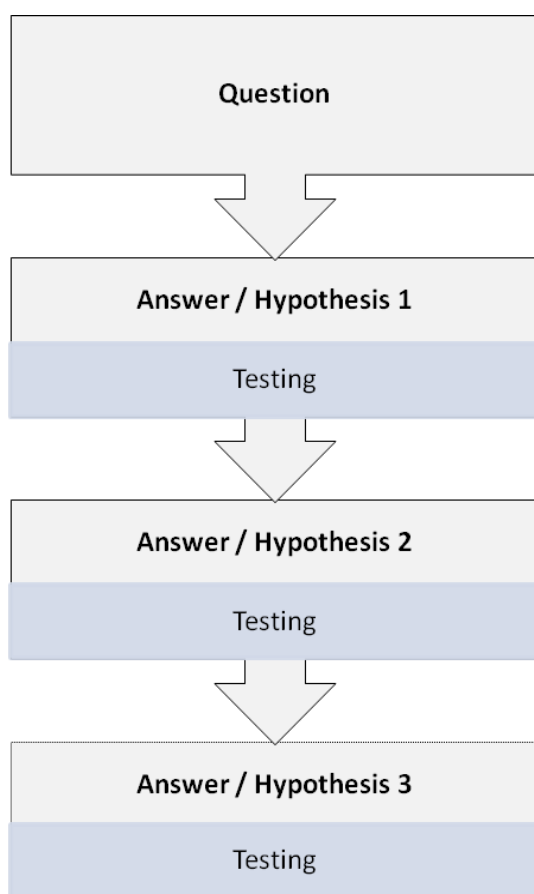 Question
Answer / Hypothesis 1
Testing
Answer / Hypothesis 2
Testing
Answer / Hypothesis 3
Testing